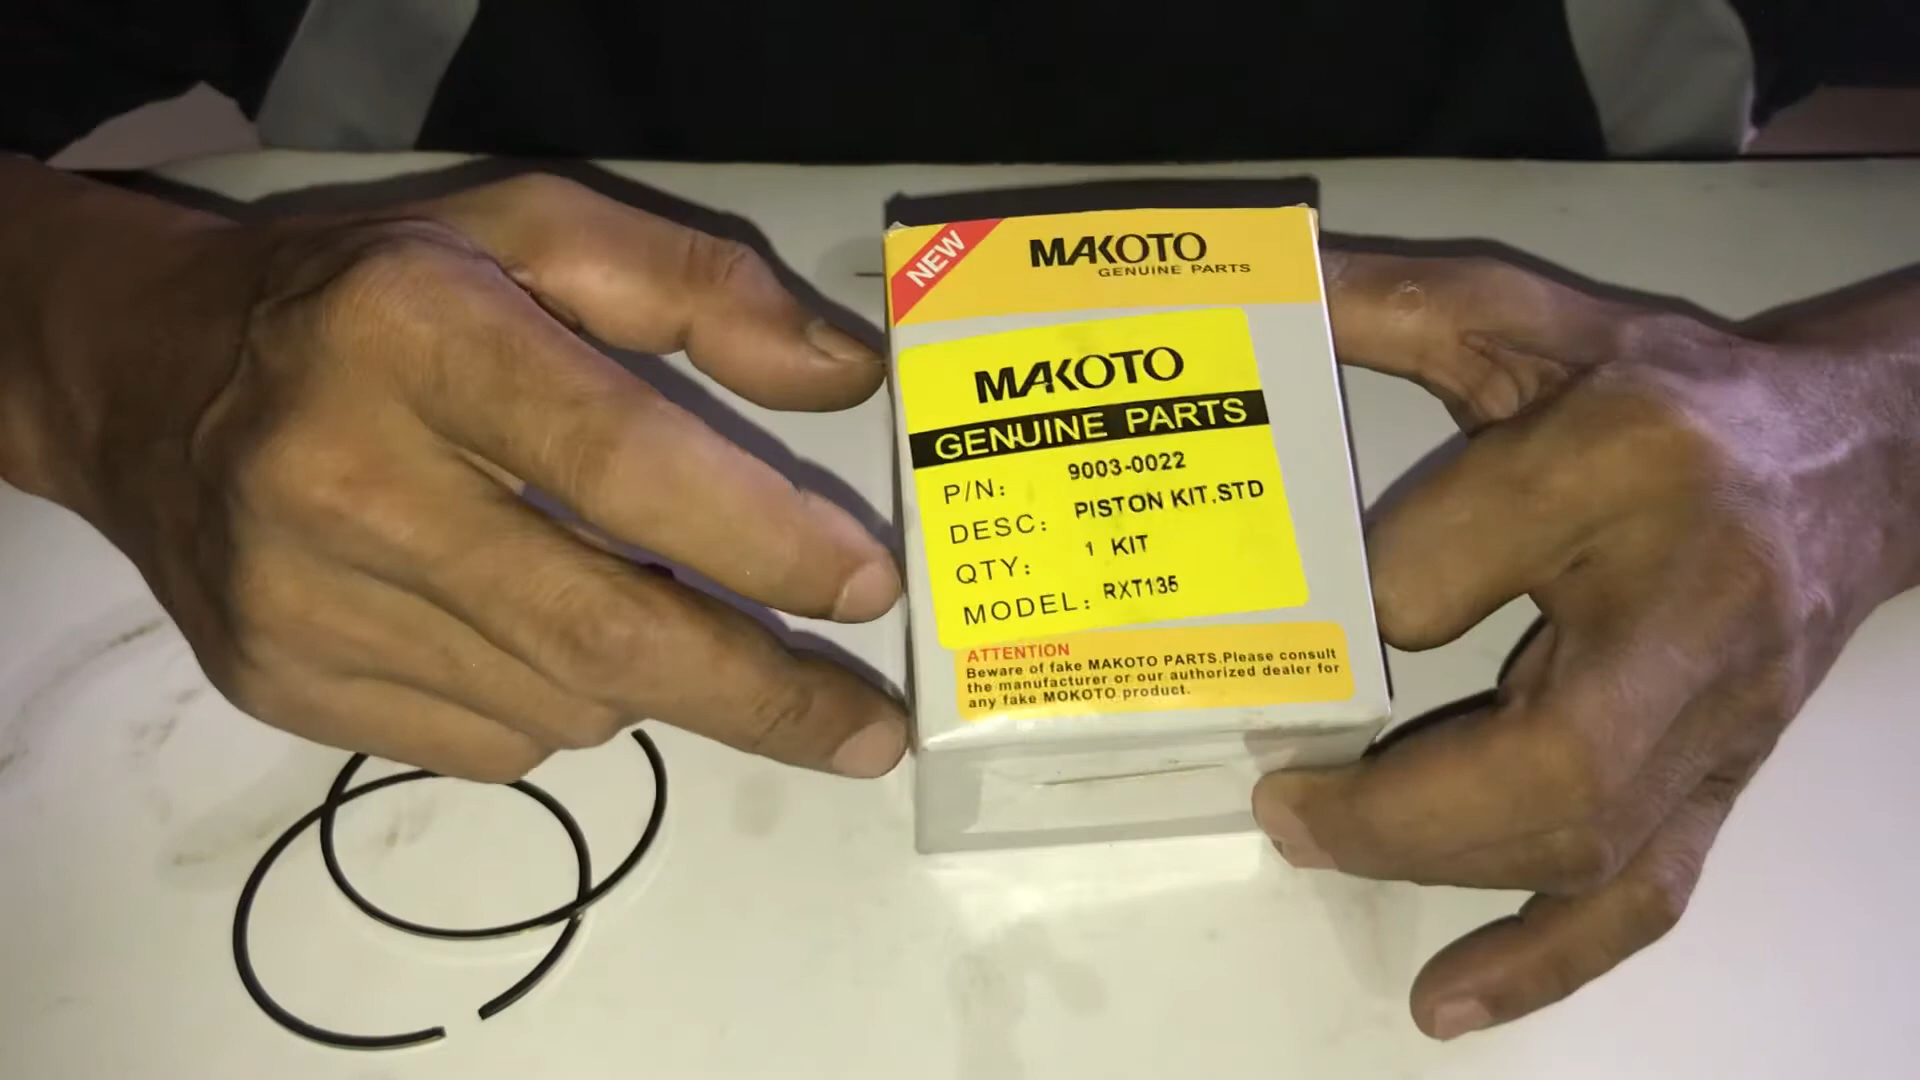 NEW
MAKOTO
GENUINE PARTS
MAKOTO
GENUINE PARTS
P/N: 9003-0022
DESC: PISTON KIT.STD
QTY: 1 KIT
MODEL: RXT135
ATTENTION
Beware of fake MAKOTO PARTS.Please consult
the manufacturer or our authorized dealer for
any fake MOKOTO product.